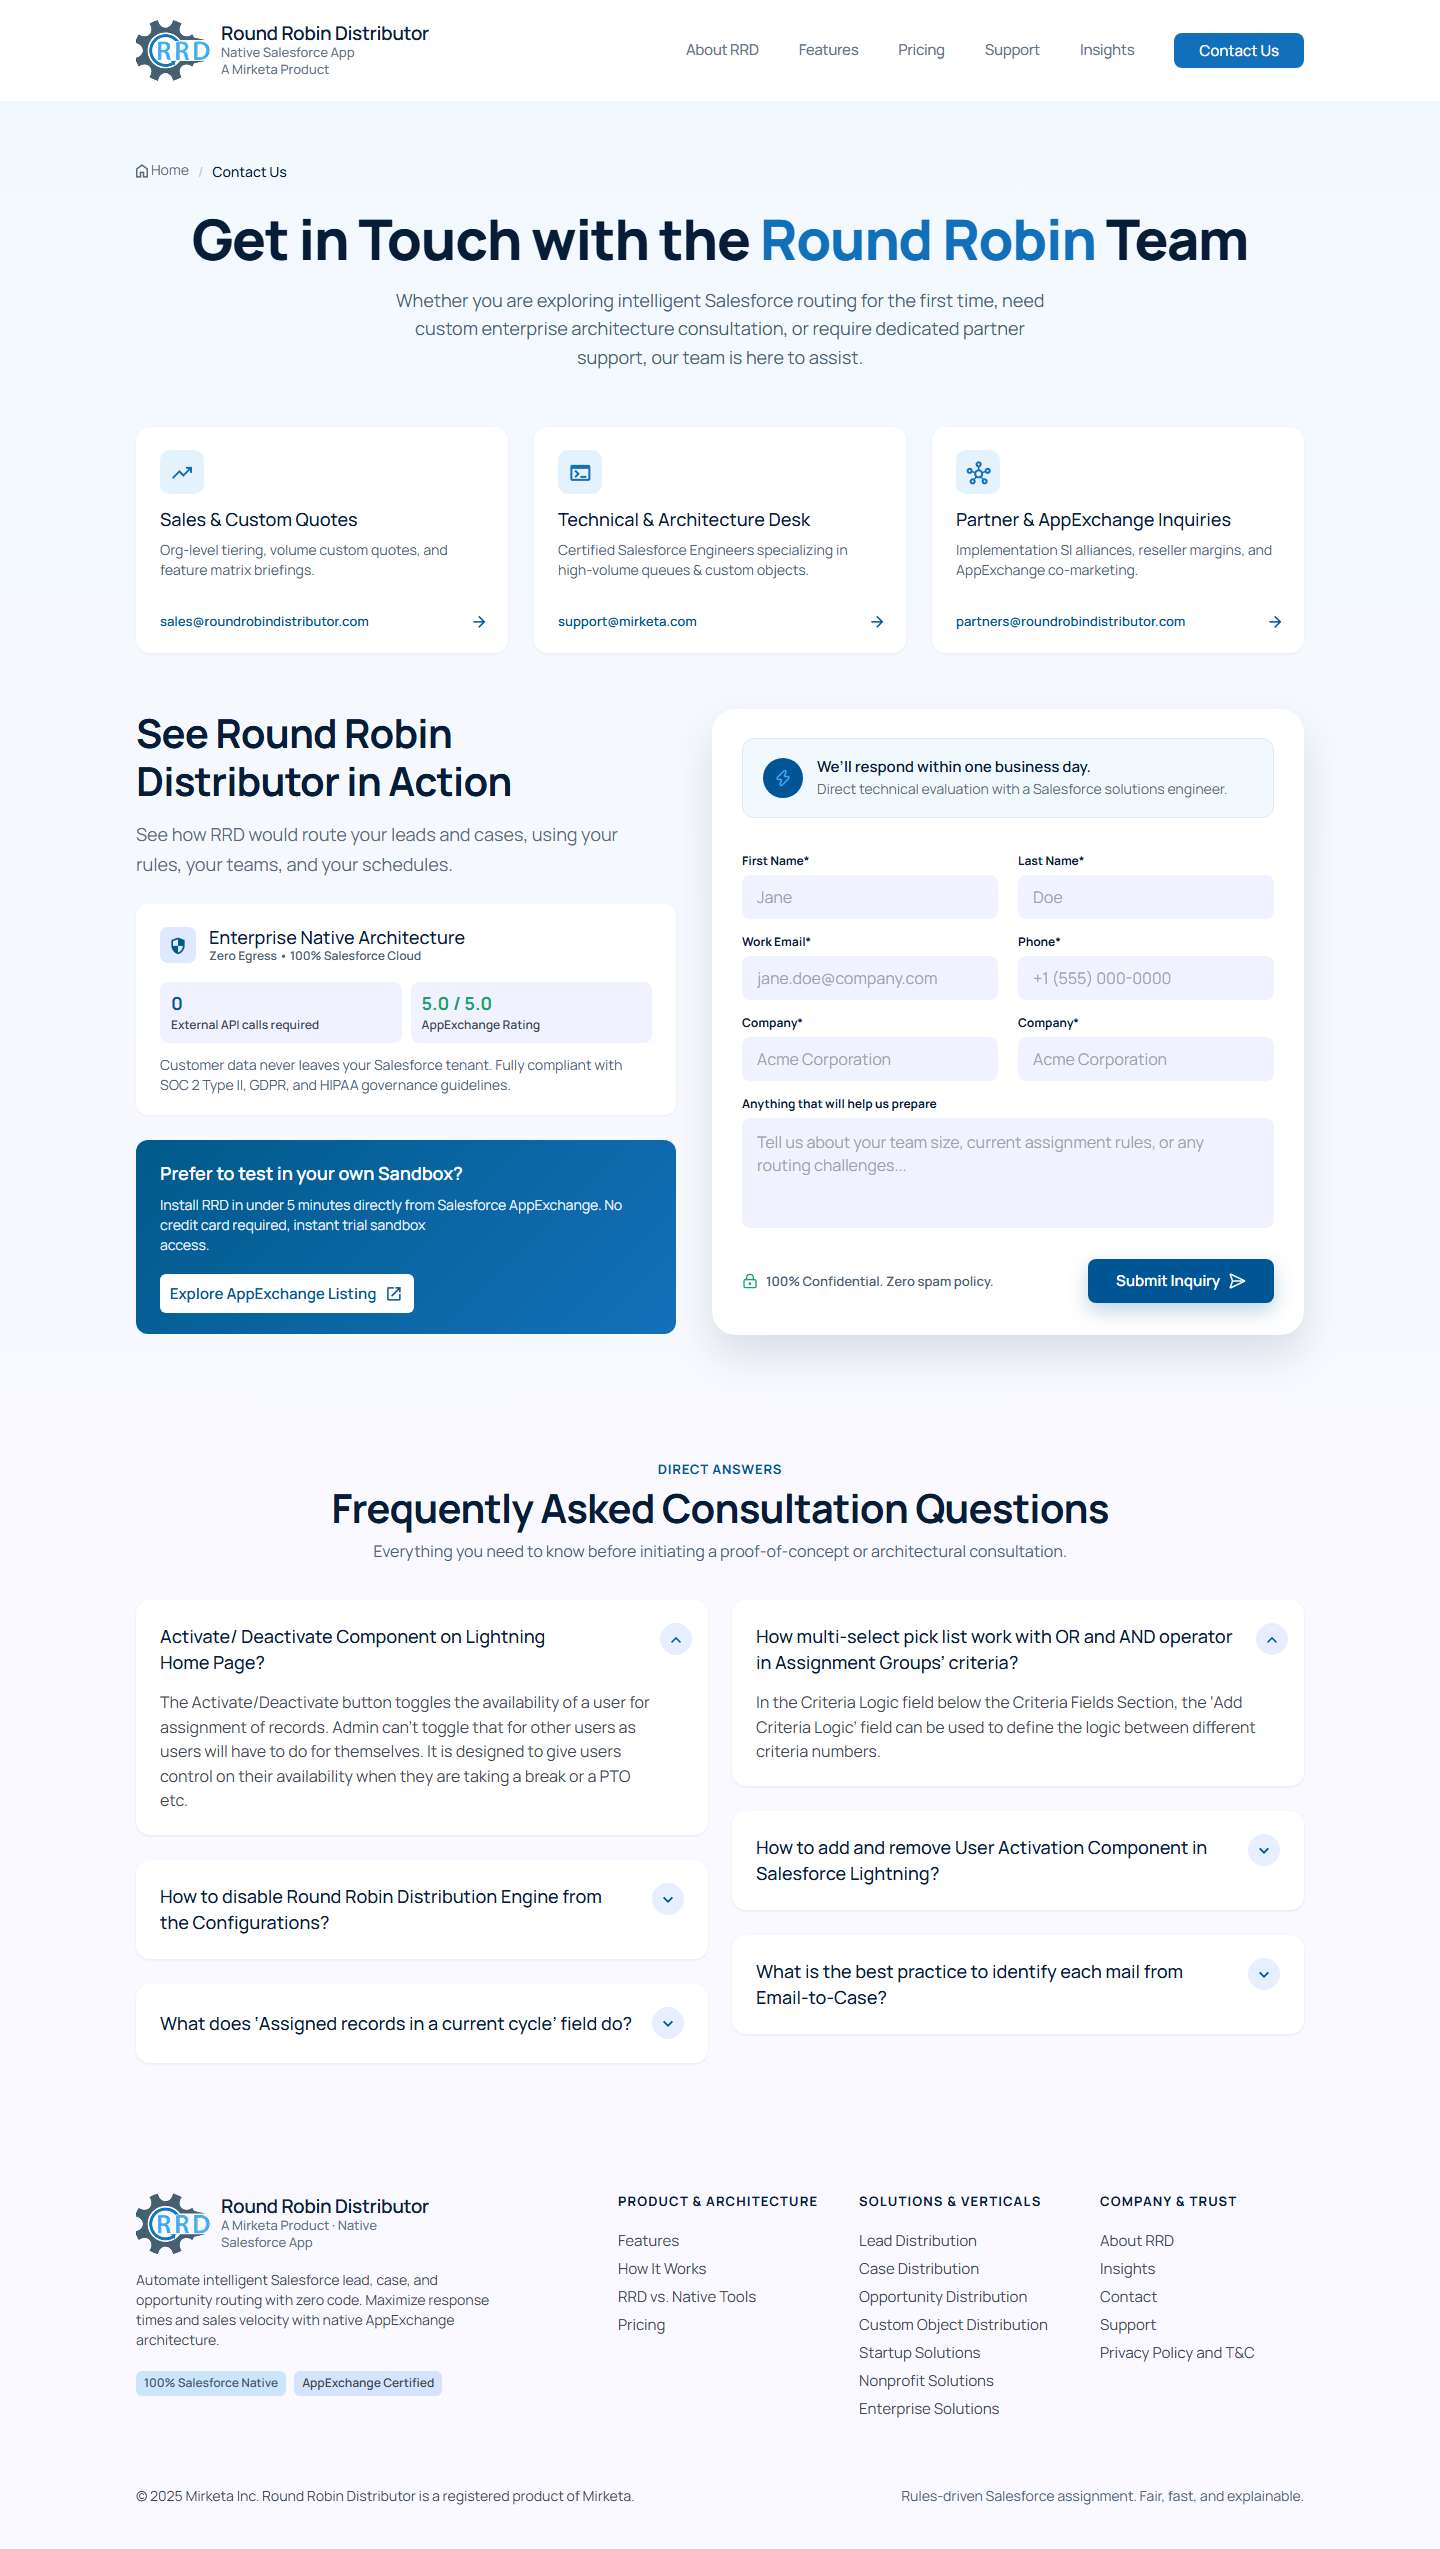 RRD
Round Robin Distributor
Native Salesforce App
A Mirketa Product
About RRD
Features
Pricing
Support
Insights
Contact Us
Home / Contact Us
Get in Touch with the Round Robin Team
Whether you are exploring intelligent Salesforce routing for the first time, need
custom enterprise architecture consultation, or require dedicated partner
support, our team is here to assist.
Sales & Custom Quotes
Org-level tiering, volume custom quotes, and
feature matrix briefings.
sales@roundrobindistributor.com
Technical & Architecture Desk
Certified Salesforce Engineers specializing in
high-volume queues & custom objects.
support@mirketa.com
Partner & AppExchange Inquiries
Implementation SI alliances, reseller margins, and
AppExchange co-marketing.
partners@roundrobindistributor.com
See Round Robin
Distributor in Action
See how RRD would route your leads and cases, using your
rules, your teams, and your schedules.
Enterprise Native Architecture
Zero Egress • 100% Salesforce Cloud
0
External API calls required
5.0 / 5.0
AppExchange Rating
Customer data never leaves your Salesforce tenant. Fully compliant with
SOC 2 Type II, GDPR, and HIPAA governance guidelines.
Prefer to test in your own Sandbox?
Install RRD in under 5 minutes directly from Salesforce AppExchange. No
credit card required, instant trial sandbox
access.
Explore AppExchange Listing
We'll respond within one business day.
Direct technical evaluation with a Salesforce solutions engineer.
First Name*
Last Name*
Jane
Doe
Work Email*
Phone*
jane.doe@company.com
+1 (555) 000-0000
Company*
Company*
Acme Corporation
Acme Corporation
Anything that will help us prepare
Tell us about your team size, current assignment rules, or any
routing challenges...
100% Confidential. Zero spam policy.
Submit Inquiry
DIRECT ANSWERS
Frequently Asked Consultation Questions
Everything you need to know before initiating a proof-of-concept or architectural consultation.
Activate/ Deactivate Component on Lightning
Home Page?
The Activate/Deactivate button toggles the availability of a user for
assignment of records. Admin can't toggle that for other users as
users will have to do for themselves. It is designed to give users
control on their availability when they are taking a break or a PTO
etc.
How to disable Round Robin Distribution Engine from
the Configurations?
What does ‘Assigned records in a current cycle’ field do?
How multi-select pick list work with OR and AND operator
in Assignment Groups’ criteria?
In the Criteria Logic field below the Criteria Fields Section, the ‘Add
Criteria Logic’ field can be used to define the logic between different
criteria numbers.
How to add and remove User Activation Component in
Salesforce Lightning?
What is the best practice to identify each mail from
Email-to-Case?
RRD
Round Robin Distributor
A Mirketa Product · Native
Salesforce App
Automate intelligent Salesforce lead, case, and
opportunity routing with zero code. Maximize response
times and sales velocity with native AppExchange
architecture.
100% Salesforce Native
AppExchange Certified
PRODUCT & ARCHITECTURE
Features
How It Works
RRD vs. Native Tools
Pricing
SOLUTIONS & VERTICALS
Lead Distribution
Case Distribution
Opportunity Distribution
Custom Object Distribution
Startup Solutions
Nonprofit Solutions
Enterprise Solutions
COMPANY & TRUST
About RRD
Insights
Contact
Support
Privacy Policy and T&C
© 2025 Mirketa Inc. Round Robin Distributor is a registered product of Mirketa.
Rules-driven Salesforce assignment. Fair, fast, and explainable.